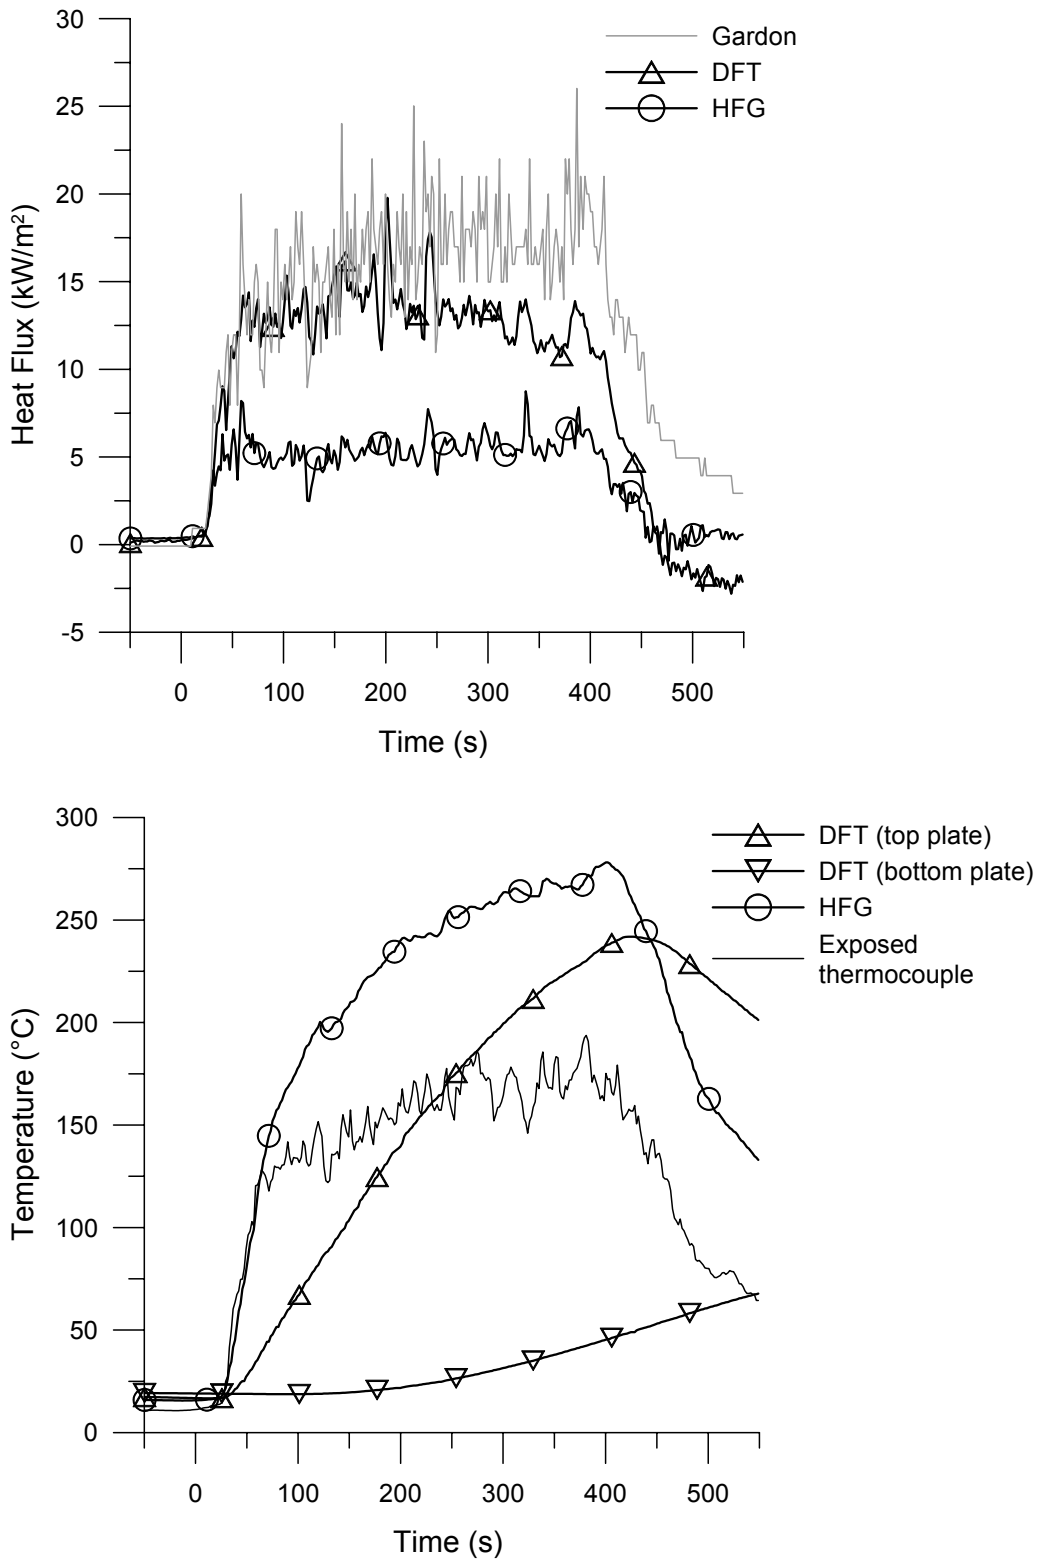 30
25
20
15
10
5
0
-5
Heat Flux (kW/m²)
Gardon
DFT
HFG
0 100 200 300 400 500
Time (s)
300
250
200
150
100
50
0
Temperature (°C)
DFT (top plate)
DFT (bottom plate)
HFG
Exposed
thermocouple
0 100 200 300 400 500
Time (s)